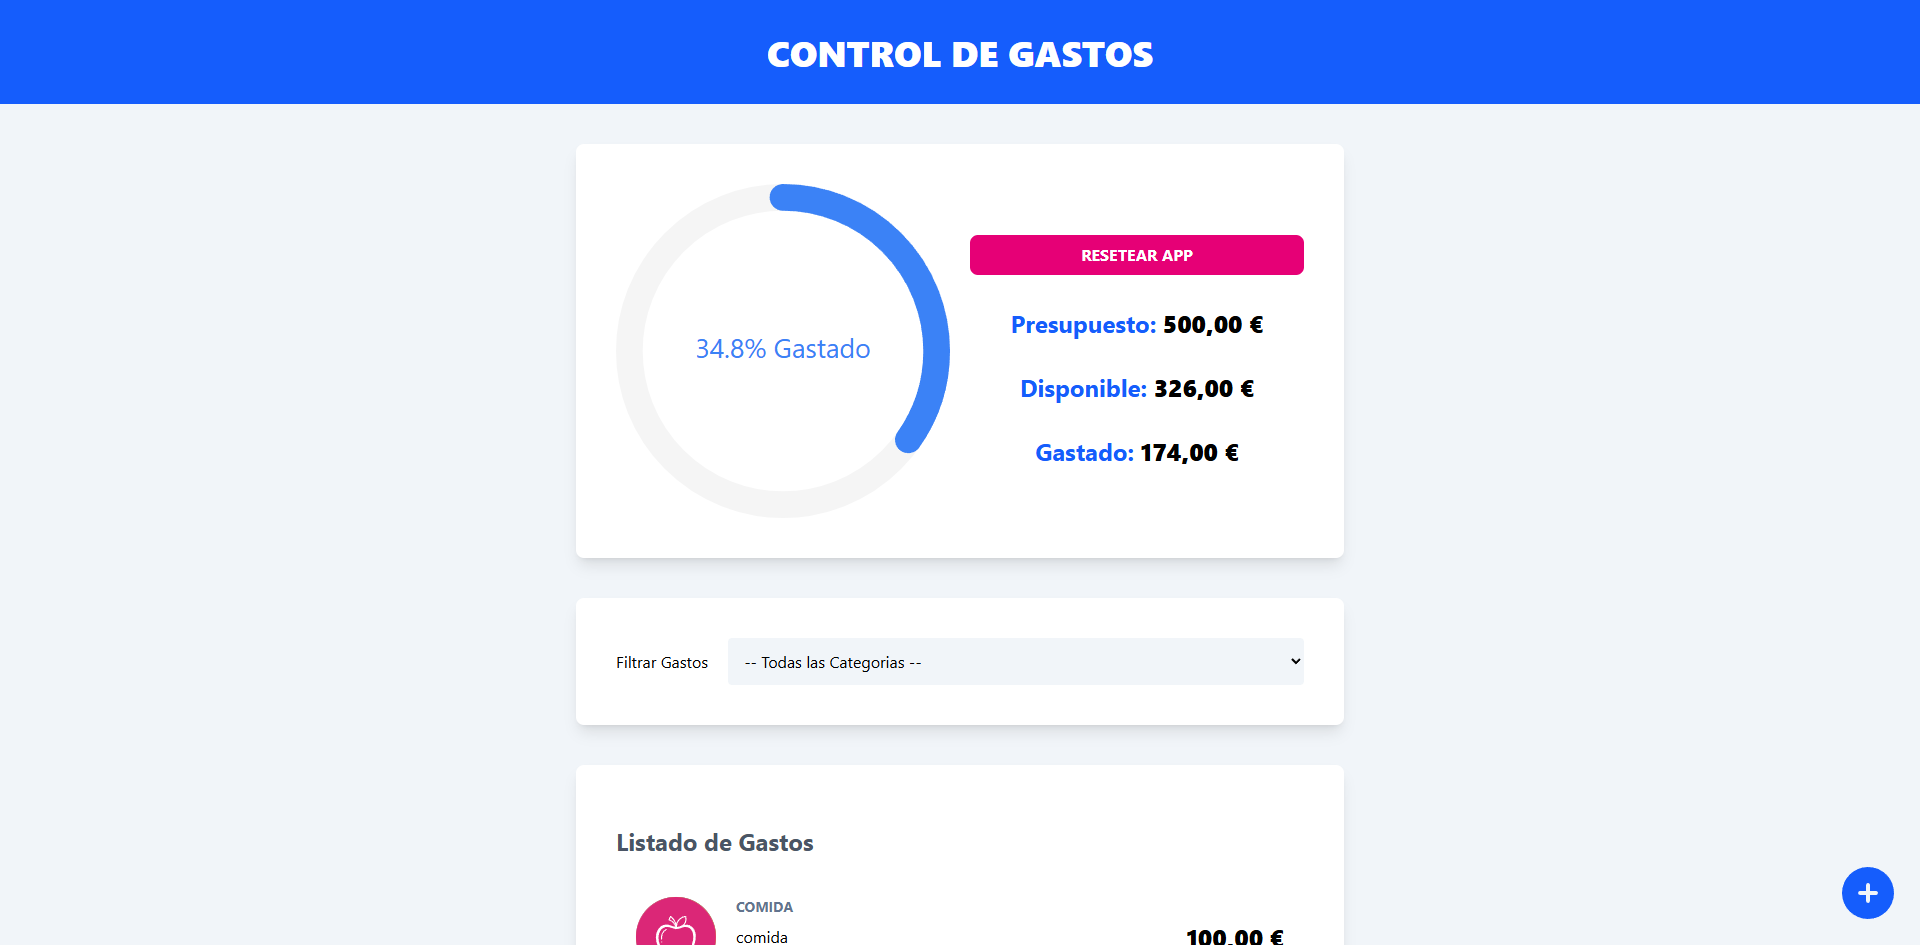 CONTROL DE GASTOS
34.8% Gastado
RESETEAR APP
Presupuesto: 500,00 €
Disponible: 326,00 €
Gastado: 174,00 €
Filtrar Gastos
-- Todas las Categorias --
Listado de Gastos
COMIDA
comida
100,00 €